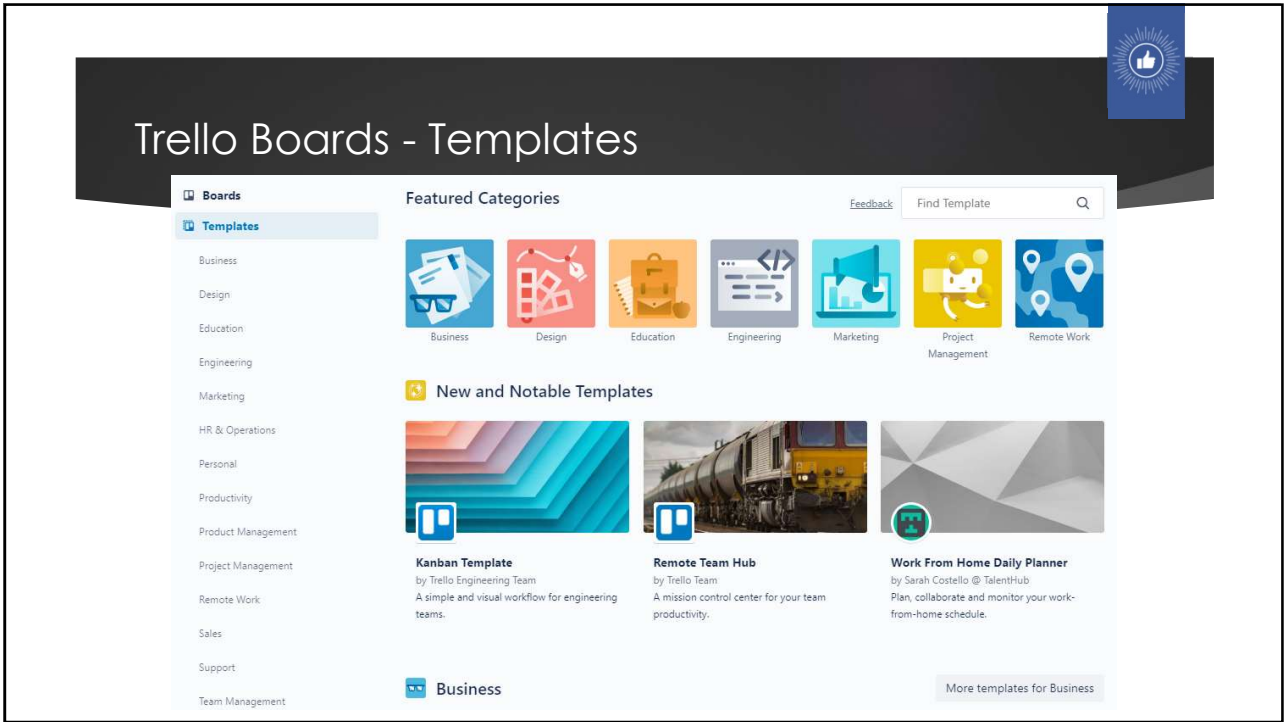 Trello Boards - Templates
Boards
Templates
Business
Design
Education
Engineering
Marketing
HR & Operations
Personal
Productivity
Product Management
Project Management
Remote Work
Sales
Support
Team Management
Featured Categories
Feedback
Find Template
Business
Design
Education
Engineering
Marketing
Project
Management
Remote Work
New and Notable Templates
Kanban Template
by Trello Engineering Team
A simple and visual workflow for engineering
teams.
Remote Team Hub
by Trello Team
A mission control center for your team
productivity.
Work From Home Daily Planner
by Sarah Costello @ TalentHub
Plan, collaborate and monitor your work-
from-home schedule.
Business
More templates for Business